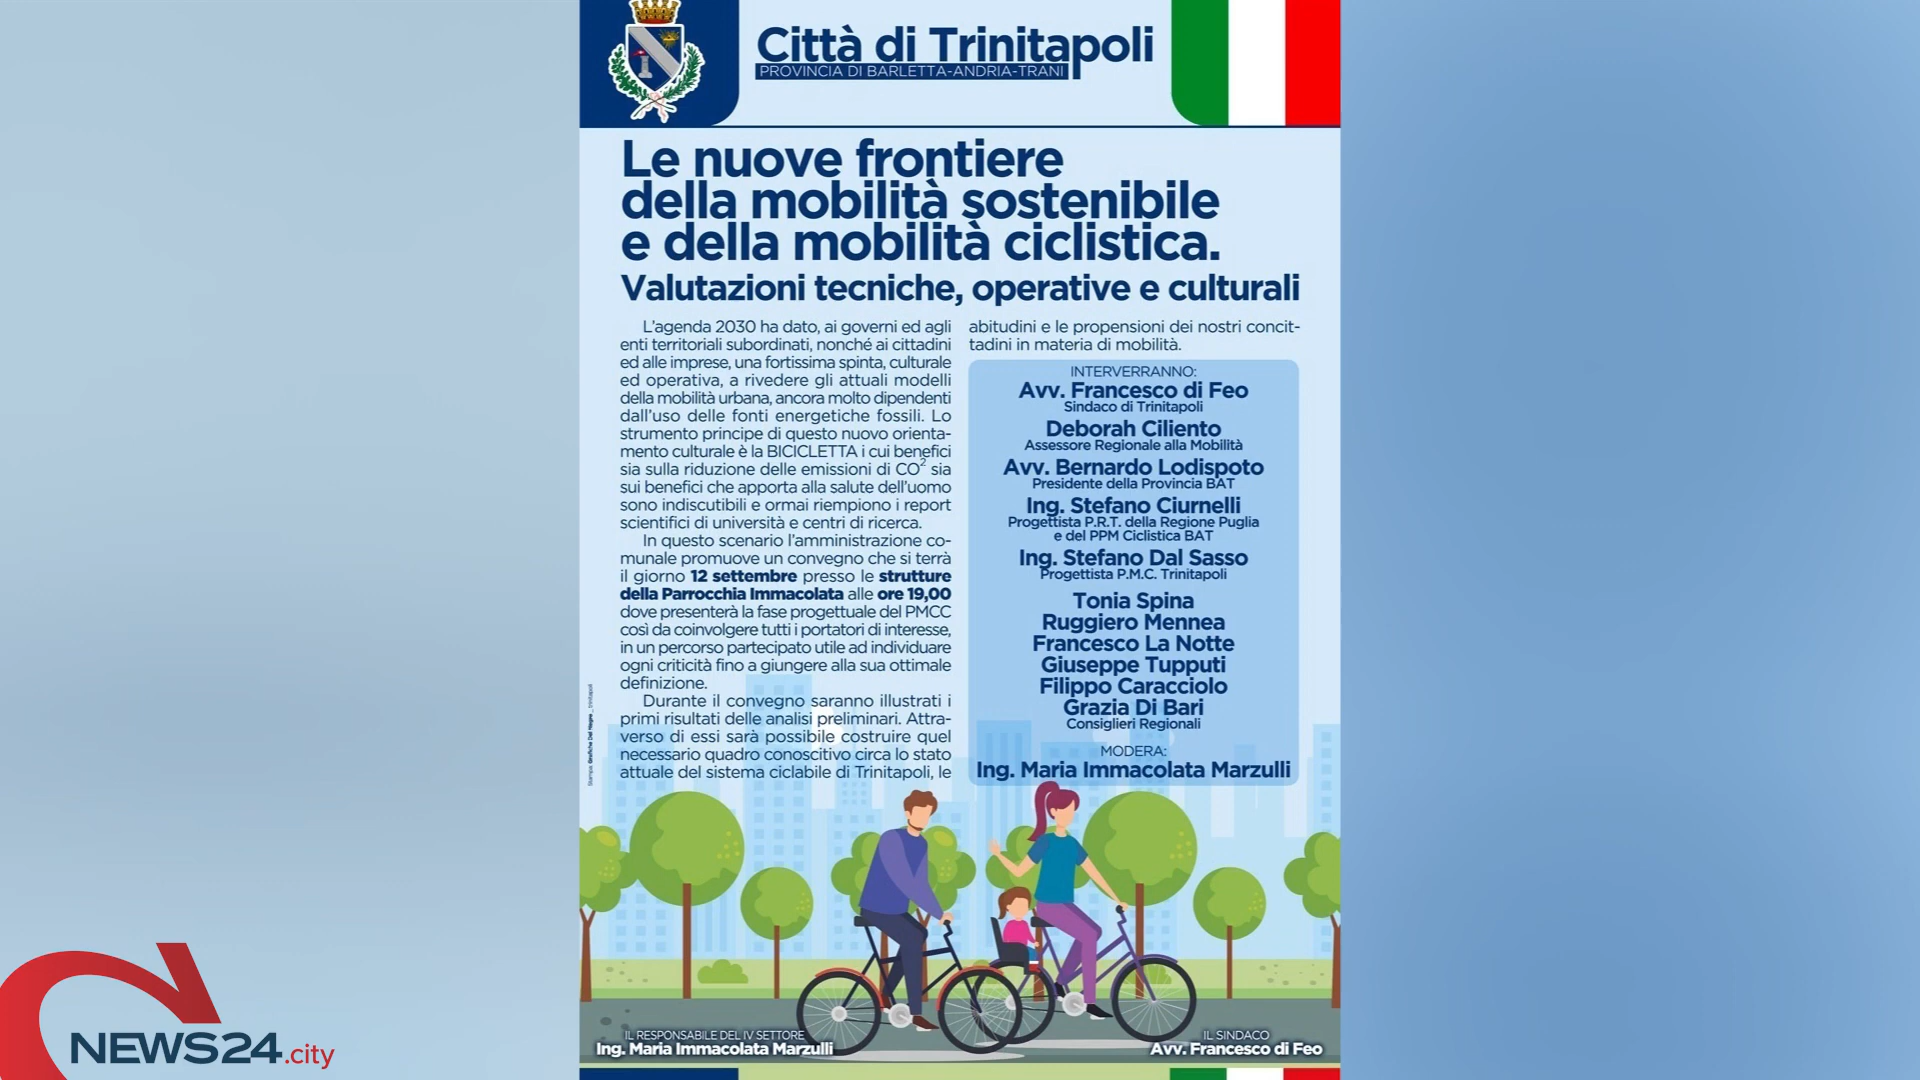 Città di Trinitapoli
PROVINCIA DI BARLETTA-ANDRIA-TRANI
Le nuove frontiere
della mobilità sostenibile
e della mobilità ciclistica.
Valutazioni tecniche, operative e culturali
L'agenda 2030 ha dato, ai governi ed agli
enti territoriali subordinati, nonché ai cittadini
ed alle imprese, una fortissima spinta, culturale
ed operativa, a rivedere gli attuali modelli
della mobilità urbana, ancora molto dipendenti
dall'uso delle fonti energetiche fossili. Lo
strumento principe di questo nuovo orienta-
mento culturale è la BICICLETTA i cui benefici
sia sulla riduzione delle emissioni di CO² sia
sui benefici che apporta alla salute dell'uomo
sono indiscutibili e ormai riempiono i report
scientifici di università e centri di ricerca.
In questo scenario l'amministrazione co-
munale promuove un convegno che si terrà
il giorno 12 settembre presso le strutture
della Parrocchia Immacolata alle ore 19,00
dove presenterà la fase progettuale del PMCC
così da coinvolgere tutti i portatori di interesse,
in un percorso partecipato utile ad individuare
ogni criticità fino a giungere alla sua ottimale
definizione.
Durante il convegno saranno illustrati i
primi risultati delle analisi preliminari. Attra-
verso di essi sarà possibile costruire quel
necessario quadro conoscitivo circa lo stato
attuale del sistema ciclabile di Trinitapoli, le
abitudini e le propensioni dei nostri concit-
tadini in materia di mobilità.
INTERVERRANNO:
Avv. Francesco di Feo
Sindaco di Trinitapoli
Deborah Ciliento
Assessore Regionale alla Mobilità
Avv. Bernardo Lodispoto
Presidente della Provincia BAT
Ing. Stefano Ciurnelli
Progettista P.R.T. della Regione Puglia
e del PPM Ciclistica BAT
Ing. Stefano Dal Sasso
Progettista P.M.C. Trinitapoli
Tonia Spina
Ruggiero Mennea
Francesco La Notte
Giuseppe Tupputi
Filippo Caracciolo
Grazia Di Bari
Consiglieri Regionali
MODERA:
Ing. Maria Immacolata Marzulli
IL RESPONSABILE DEL IV SETTORE
Ing. Maria Immacolata Marzulli
IL SINDACO
Avv. Francesco di Feo
NEWS24.city